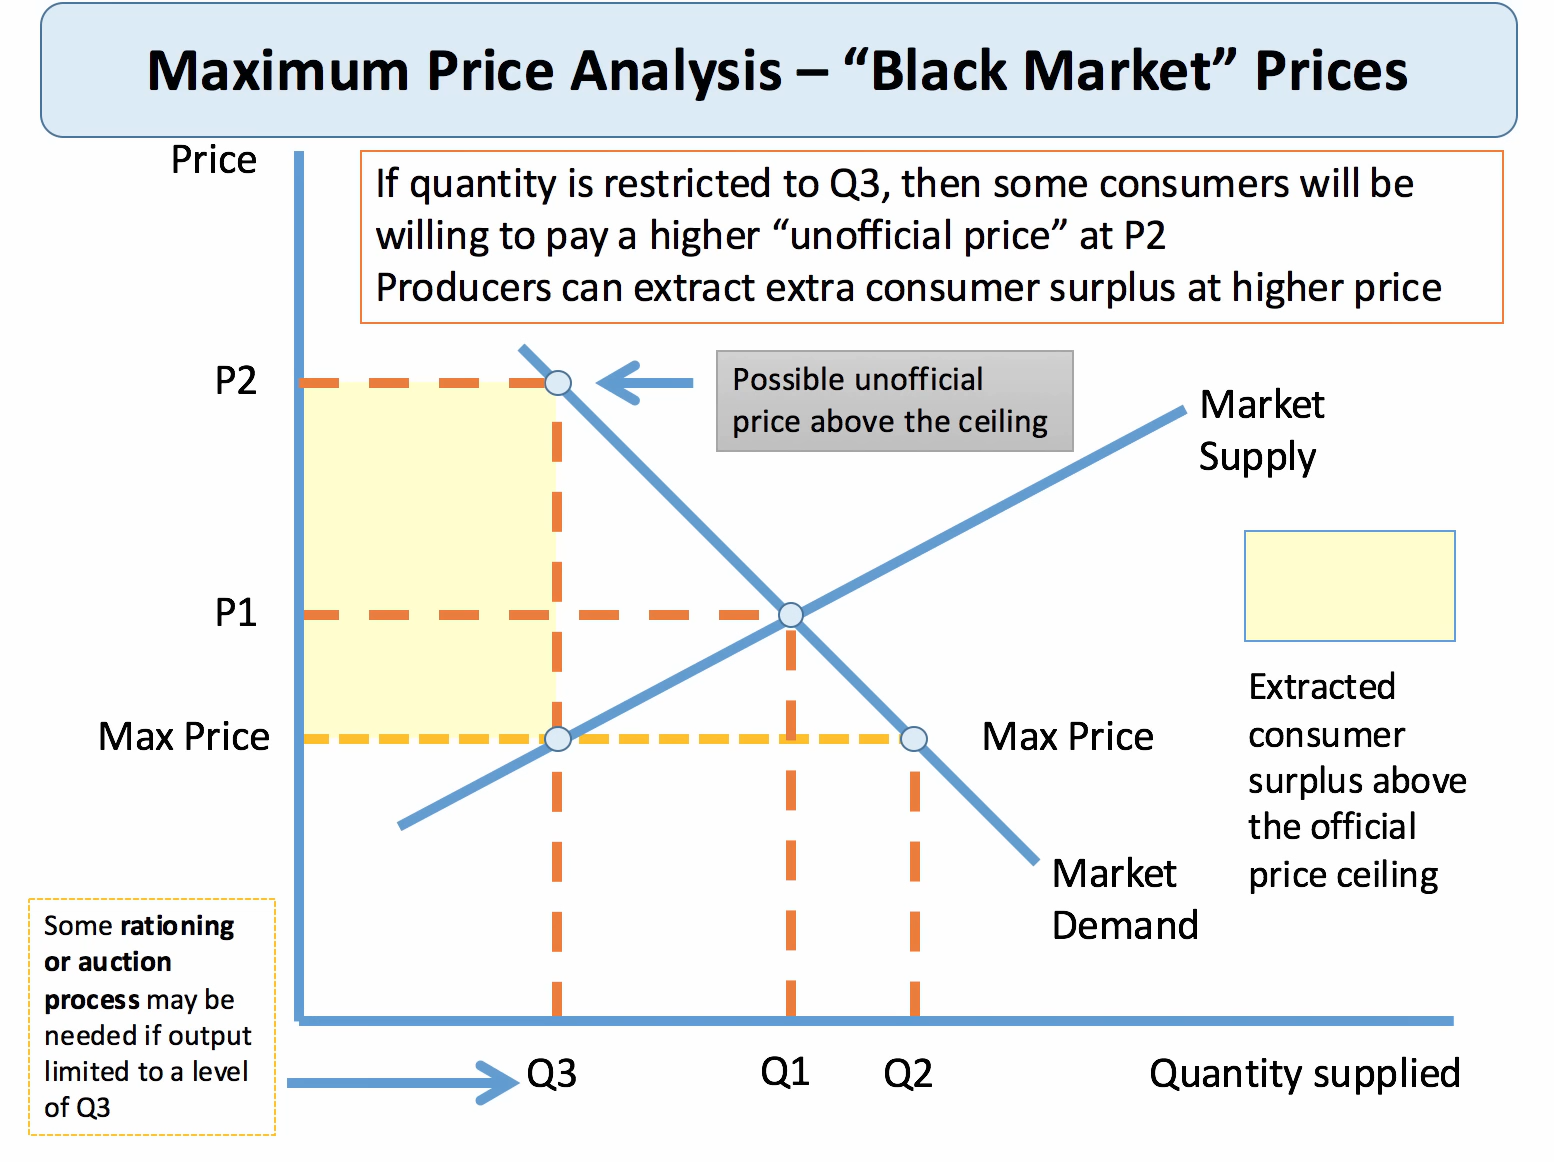 Maximum Price Analysis – “Black Market” Prices
Price
If quantity is restricted to Q3, then some consumers will be
willing to pay a higher “unofficial price” at P2
Producers can extract extra consumer surplus at higher price
P2
Possible unofficial
price above the ceiling
Market
Supply
P1
Max Price
Max Price
Extracted
consumer
surplus above
the official
price ceiling
Market
Demand
Some rationing
or auction
process may be
needed if output
limited to a level
of Q3
Q3
Q1
Q2
Quantity supplied